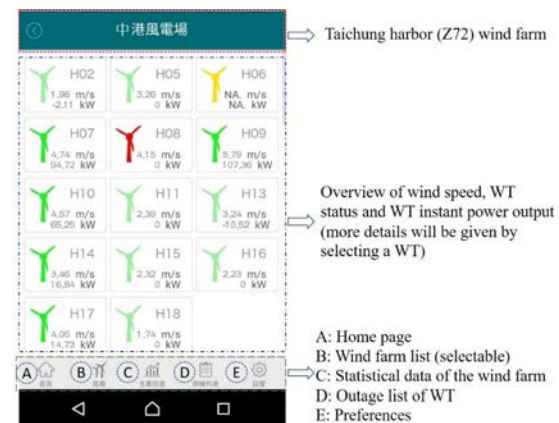 中港風電場
Taichung harbor (Z72) wind farm
H02
1,98 m/s
-2,11 kW
H05
3,26 m/s
0 kW
H06
NA. m/s
NA. kW
H07
4,74 m/s
94,72 kW
H08
4,15 m/s
0 kW
H09
5,79 m/s
107,36 kW
H10
4,57 m/s
65,25 kW
H11
2,39 m/s
0 kW
H13
3,24 m/s
-10,52 kW
H14
3,46 m/s
16,84 kW
H15
2,32 m/s
0 kW
H16
2,23 m/s
0 kW
H17
4,05 m/s
14,73 kW
H18
1,74 m/s
0 kW
Overview of wind speed, WT
status and WT instant power output
(more details will be given by
selecting a WT)
A
B
C
D
E
首頁
設置
A: Home page
B: Wind farm list (selectable)
C: Statistical data of the wind farm
D: Outage list of WT
E: Preferences